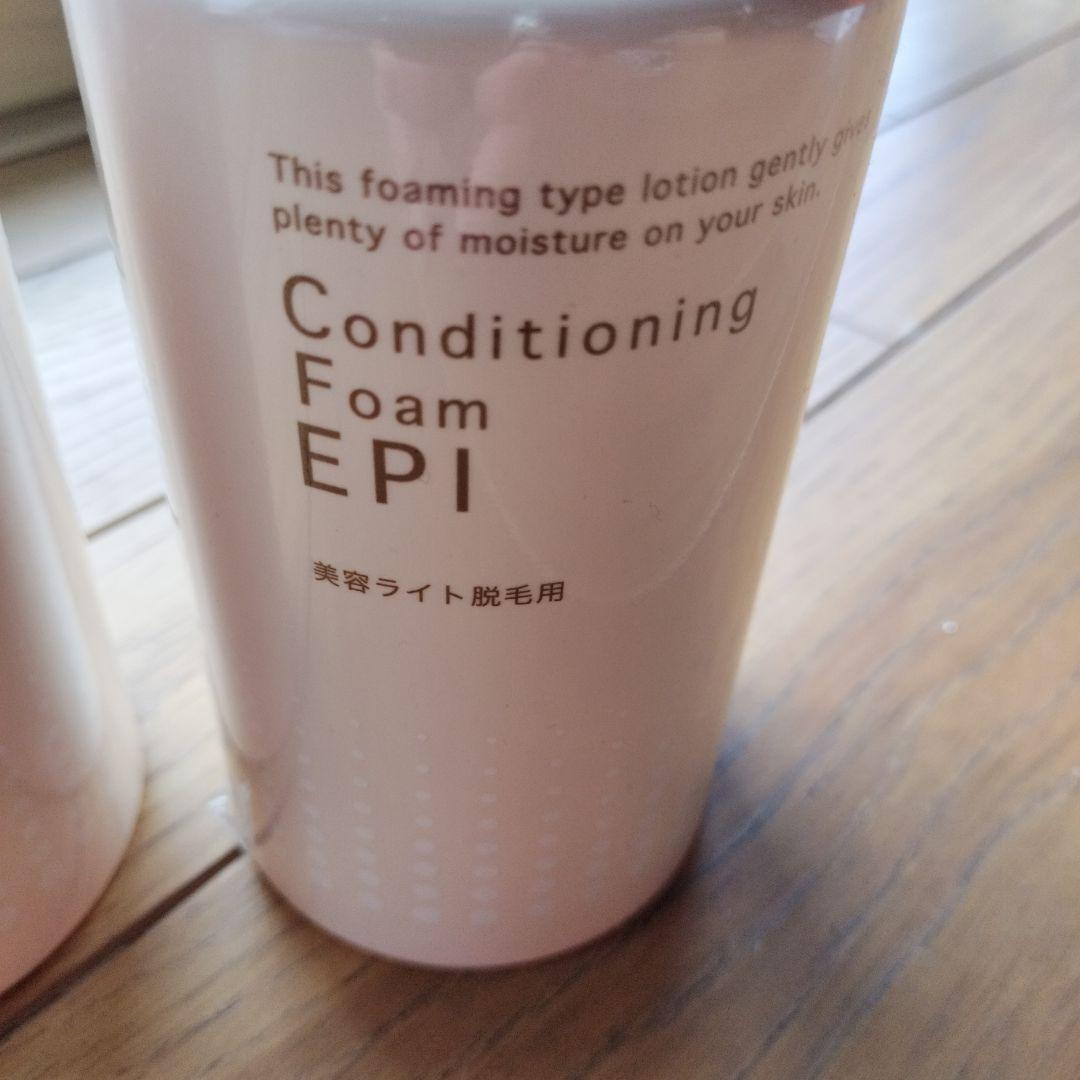 This foaming type lotion gently gives
plenty of moisture on your skin.
Conditioning
Foam
EPI
美容ライト脱毛用